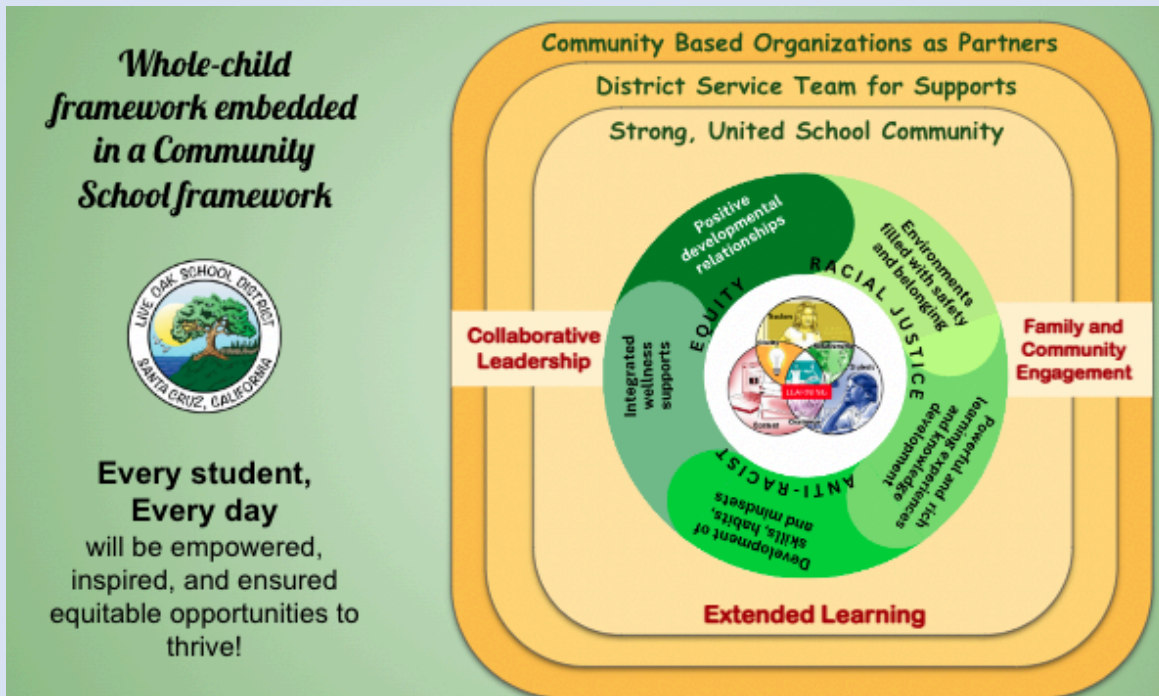 Whole-child
framework embedded
in a Community
School framework
LIVE OAK SCHOOL DISTRICT
SANTA CRUZ, CALIFORNIA
Every student,
Every day
will be empowered,
inspired, and ensured
equitable opportunities to
thrive!
Community Based Organizations as Partners
District Service Team for Supports
Strong, United School Community
Collaborative
Leadership
Positive
developmental
relationships
Environments
filled with safety
and belonging
Powerful and rich
learning experiences
and knowledge
development
Development of
skills, habits,
and mindsets
Integrated
wellness
supports
EQUITY
RACIAL JUSTICE
ANTI-RACIST
Students
Content
Family and
Community
Engagement
Extended Learning